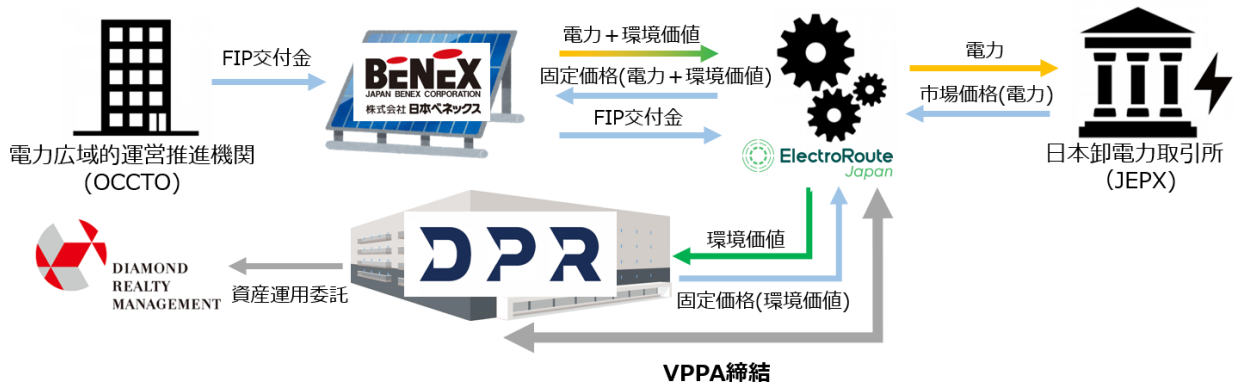 FIP交付金
BENEX
JAPAN BENEX CORPORATION
株式会社 日本ベネックス
電力＋環境価値
固定価格(電力＋環境価値)
FIP交付金
電力
市場価格(電力)
電力広域的運営推進機関
(OCCTO)
ElectroRoute
Japan
日本卸電力取引所
(JEPX)
DIAMOND
REALTY
MANAGEMENT
資産運用委託
DPR
環境価値
固定価格(環境価値)
VPPA締結